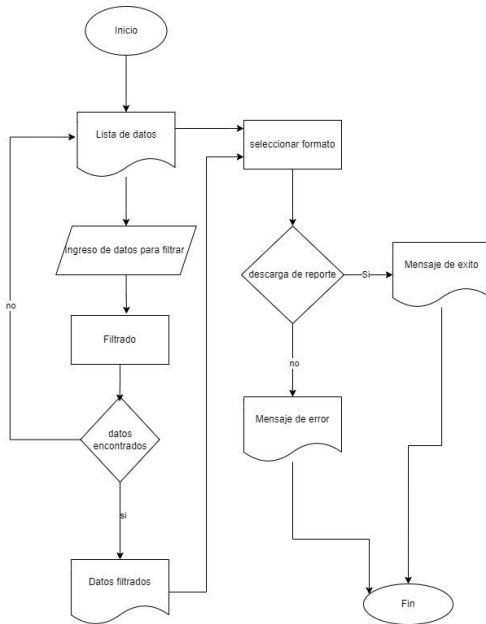 Inicio
Lista de datos
seleccionar formato
Ingreso de datos para filtrar
descarga de reporte
Si
Mensaje de exito
no
Filtrado
no
datos
encontrados
Mensaje de error
si
Datos filtrados
Fin